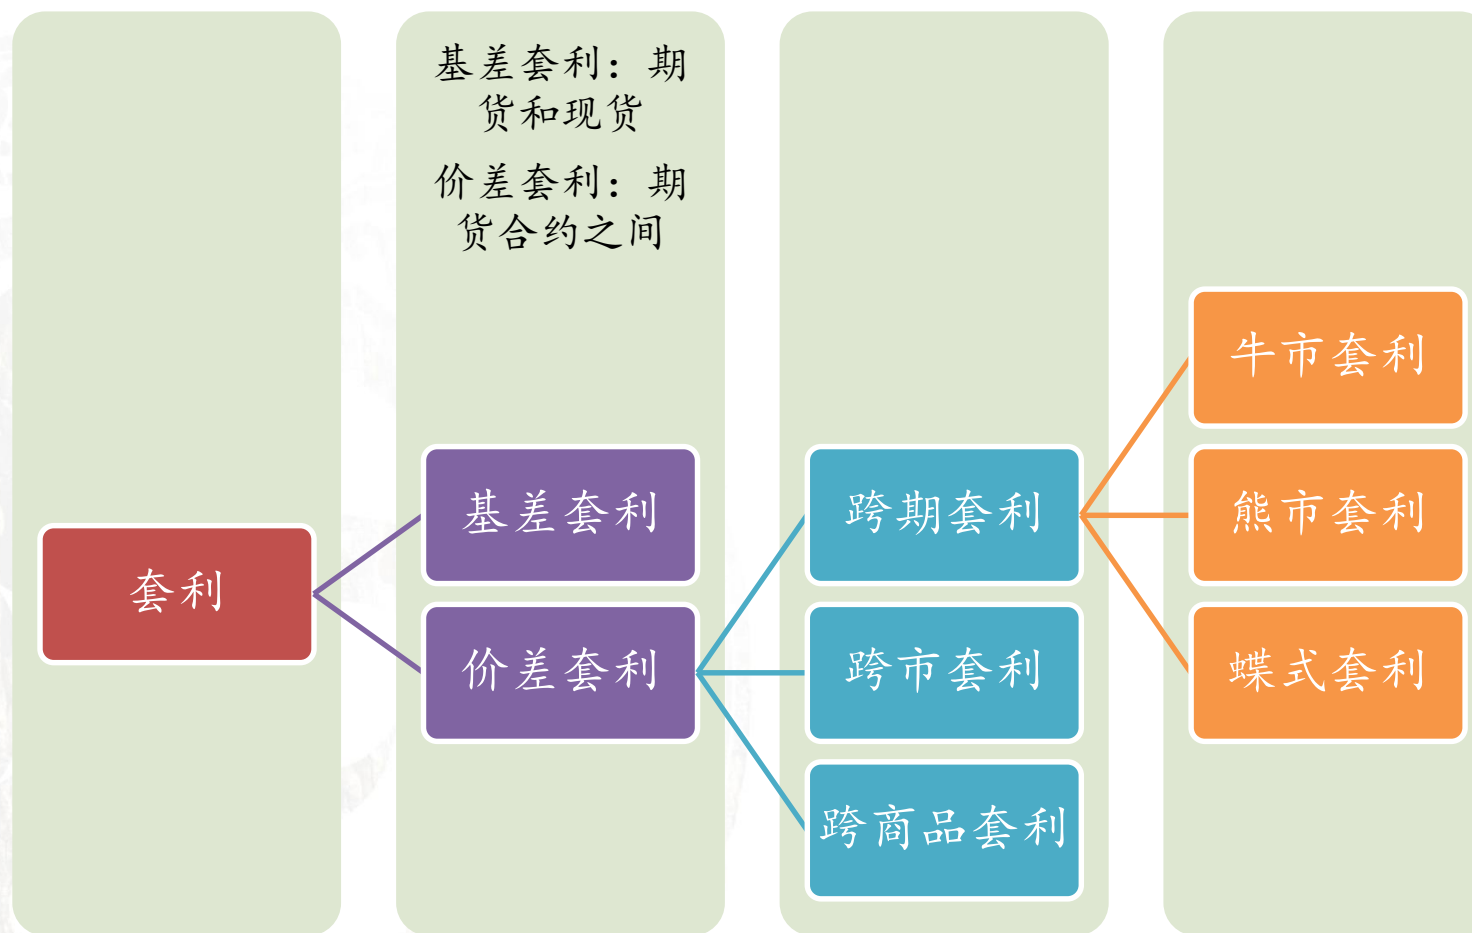 基差套利：期
货和现货
价差套利：期
货合约之间
套利
基差套利
价差套利
跨期套利
跨市套利
跨商品套利
牛市套利
熊市套利
蝶式套利